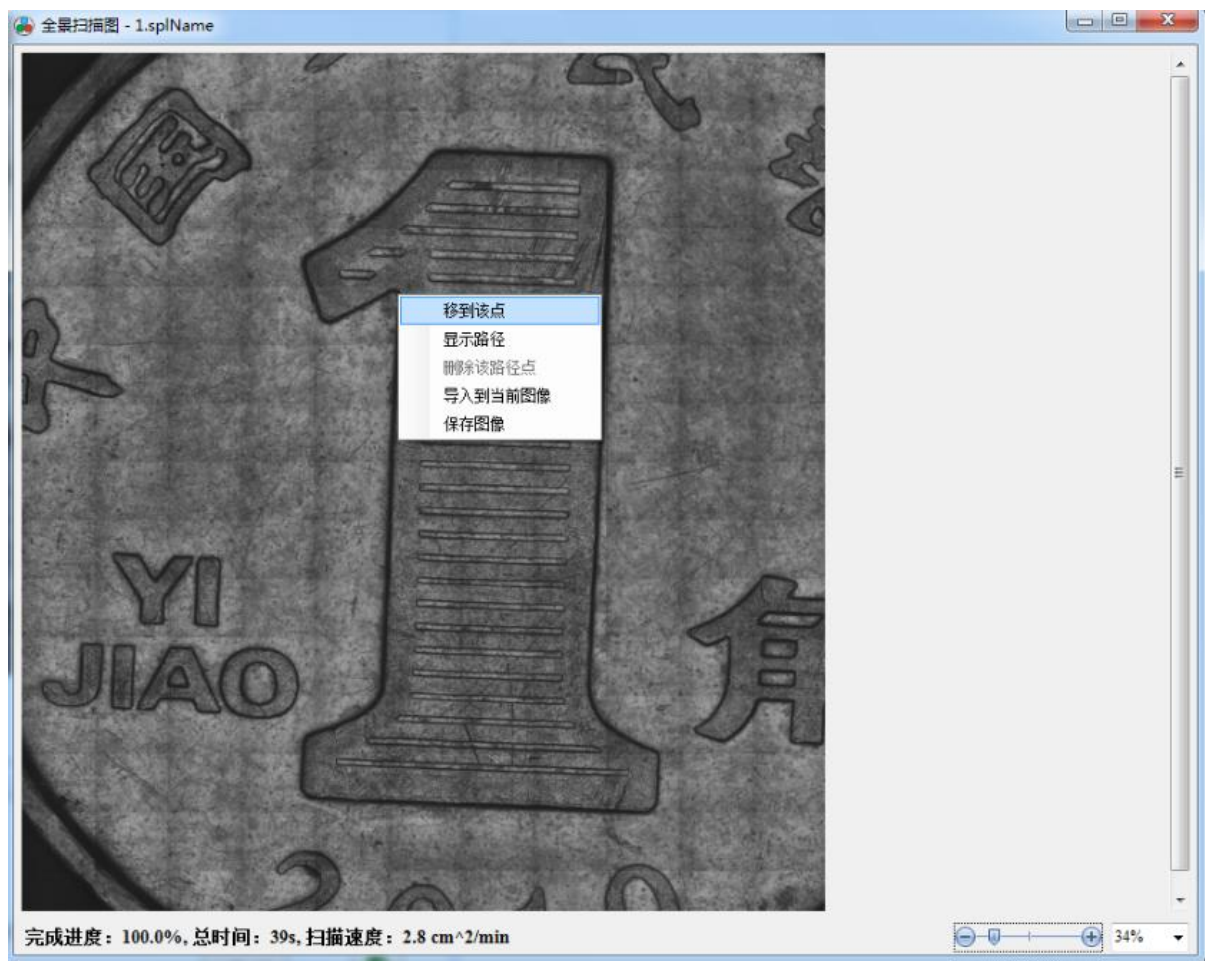 全景扫描图 - 1.splName
圆
移到该点
显示路径
删除该路径点
导入到当前图像
保存图像
1
YI
JIAO
角
完成进度：100.0%, 总时间：39s, 扫描速度：2.8 cm^2/min
34%